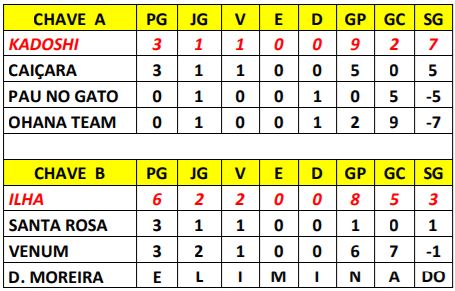 CHAVE A PG JG V E D GP GC SG
KADOSHI 3 1 1 0 0 9 2 7
CAIÇARA 3 1 1 0 0 5 0 5
PAU NO GATO 0 1 0 0 1 0 5 -5
OHANA TEAM 0 1 0 0 1 2 9 -7
CHAVE B PG JG V E D GP GC SG
ILHA 6 2 2 0 0 8 5 3
SANTA ROSA 3 1 1 0 0 1 0 1
VENUM 3 2 1 0 0 6 7 -1
D. MOREIRA E L I M I N A DO